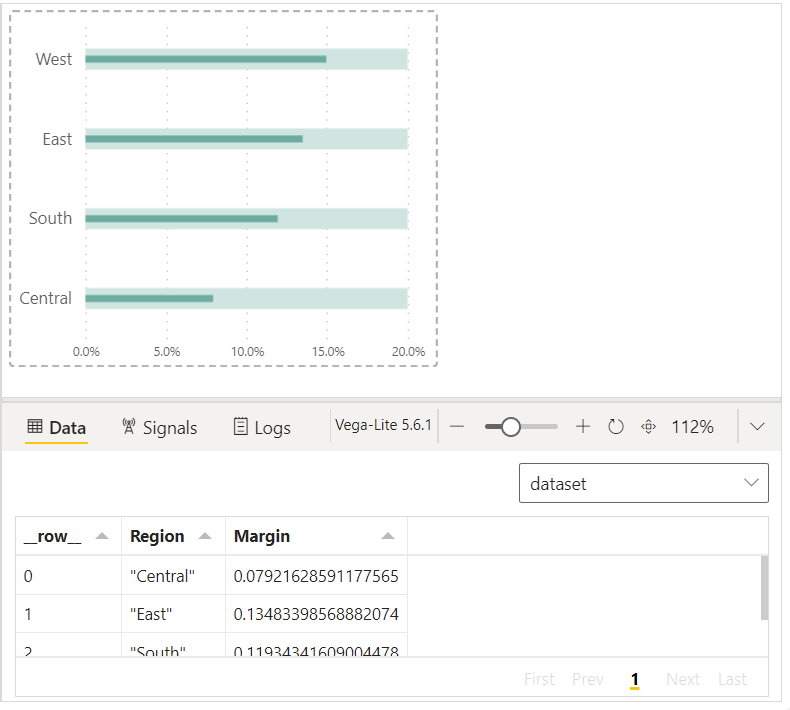 West
East
South
Central
0.0% 5.0% 10.0% 15.0% 20.0%
Data Signals Logs Vega-Lite 5.6.1 112%
dataset
__row__ Region Margin
0 "Central" 0.07921628591177565
1 "East" 0.13483398568882074
2 "South" 0.11934341609004478
First Prev 1 Next Last